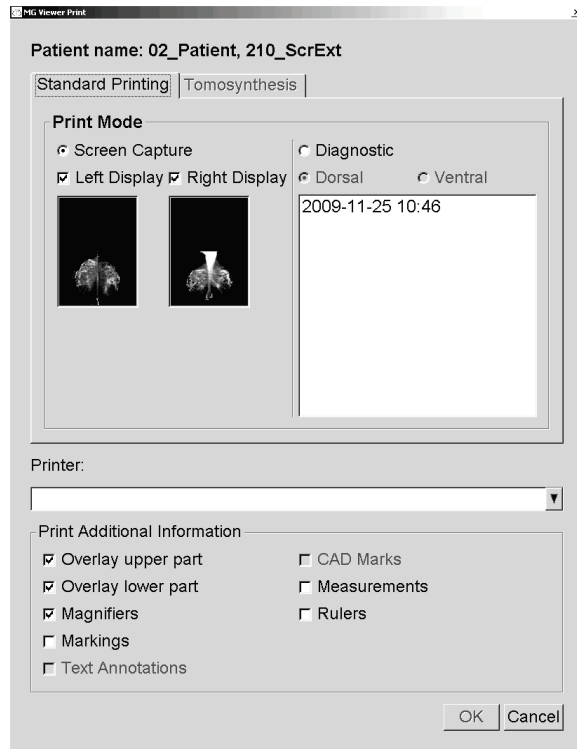 MG Viewer Print
Patient name: 02_Patient, 210_ScrExt
Standard Printing Tomosynthesis
Print Mode
Screen Capture Diagnostic
Left Display Right Display Dorsal Ventral
2009-11-25 10:46
Printer:
Print Additional Information
Overlay upper part CAD Marks
Overlay lower part Measurements
Magnifiers Rulers
Markings
Text Annotations
OK Cancel